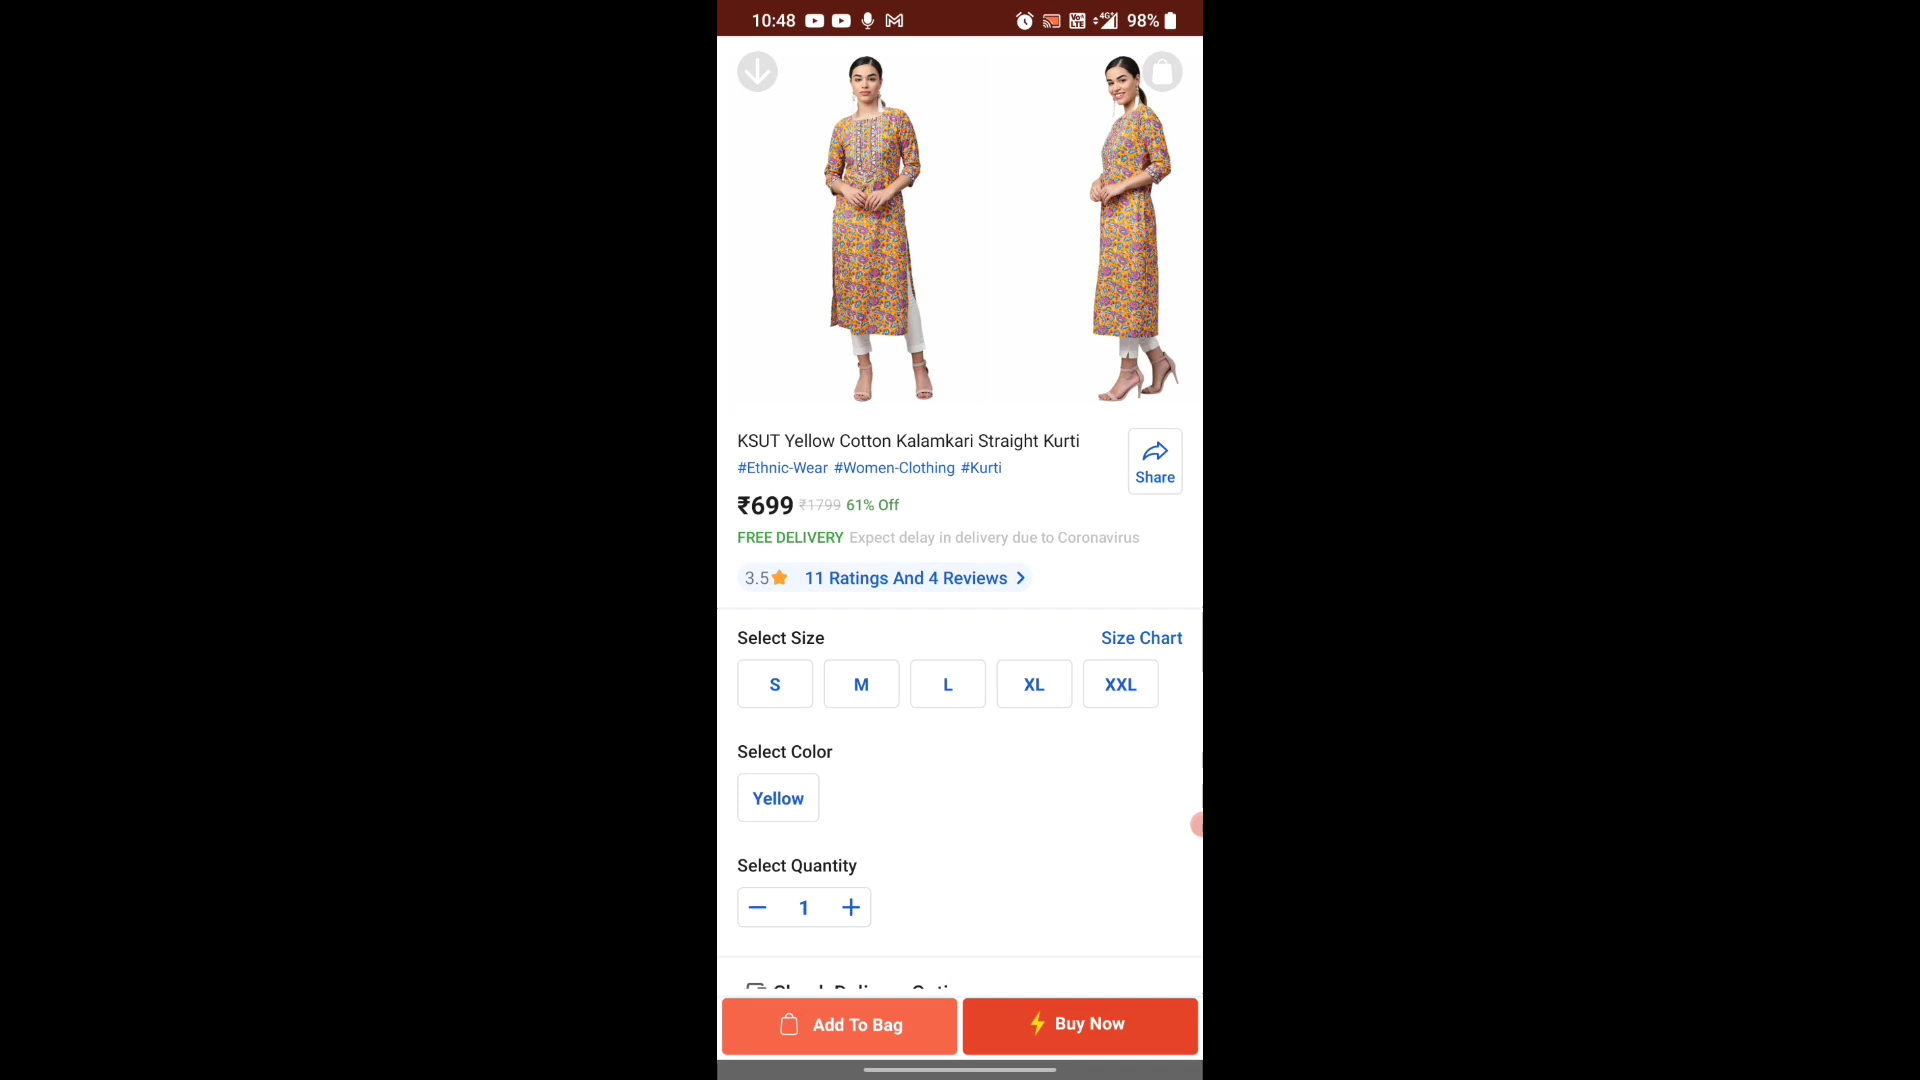 10:48 VoLTE 4G+ 98%
KSUT Yellow Cotton Kalamkari Straight Kurti
#Ethnic-Wear #Women-Clothing #Kurti
Share
₹699 ₹1799 61% Off
FREE DELIVERY Expect delay in delivery due to Coronavirus
3.5 11 Ratings And 4 Reviews
Select Size Size Chart
S M L XL XXL
Select Color
Yellow
Select Quantity
1
Add To Bag Buy Now